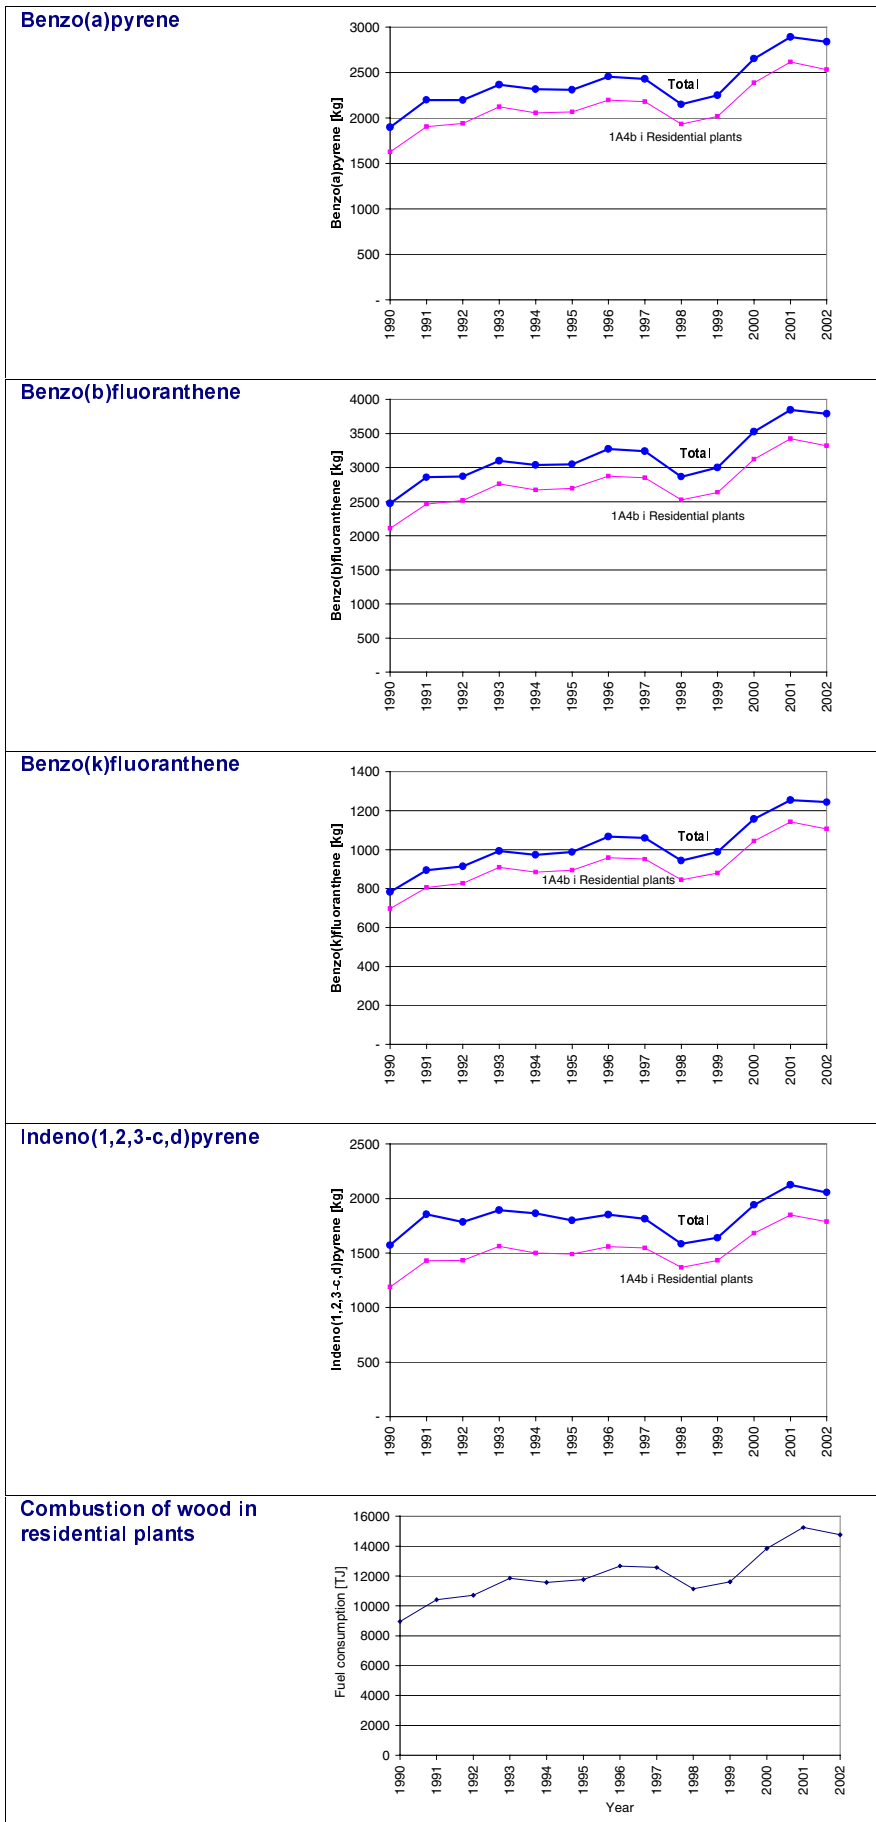 Benzo(a)pyrene
Benzo(a)pyrene [kg]
3000
2500
2000
1500
1000
500
-
Total
1A4b i Residential plants
1990 1991 1992 1993 1994 1995 1996 1997 1998 1999 2000 2001 2002
Benzo(b)fluoranthene
Benzo(b)fluoranthene [kg]
4000
3500
3000
2500
2000
1500
1000
500
-
Total
1A4b i Residential plants
1990 1991 1992 1993 1994 1995 1996 1997 1998 1999 2000 2001 2002
Benzo(k)fluoranthene
Benzo(k)fluoranthene [kg]
1400
1200
1000
800
600
400
200
-
Total
1A4b i Residential plants
1990 1991 1992 1993 1994 1995 1996 1997 1998 1999 2000 2001 2002
Indeno(1,2,3-c,d)pyrene
Indeno(1,2,3-c,d)pyrene [kg]
2500
2000
1500
1000
500
-
Total
1A4b i Residential plants
1990 1991 1992 1993 1994 1995 1996 1997 1998 1999 2000 2001 2002
Combustion of wood in
residential plants
Fuel consumption [TJ]
16000
14000
12000
10000
8000
6000
4000
2000
0
1990 1991 1992 1993 1994 1995 1996 1997 1998 1999 2000 2001 2002
Year